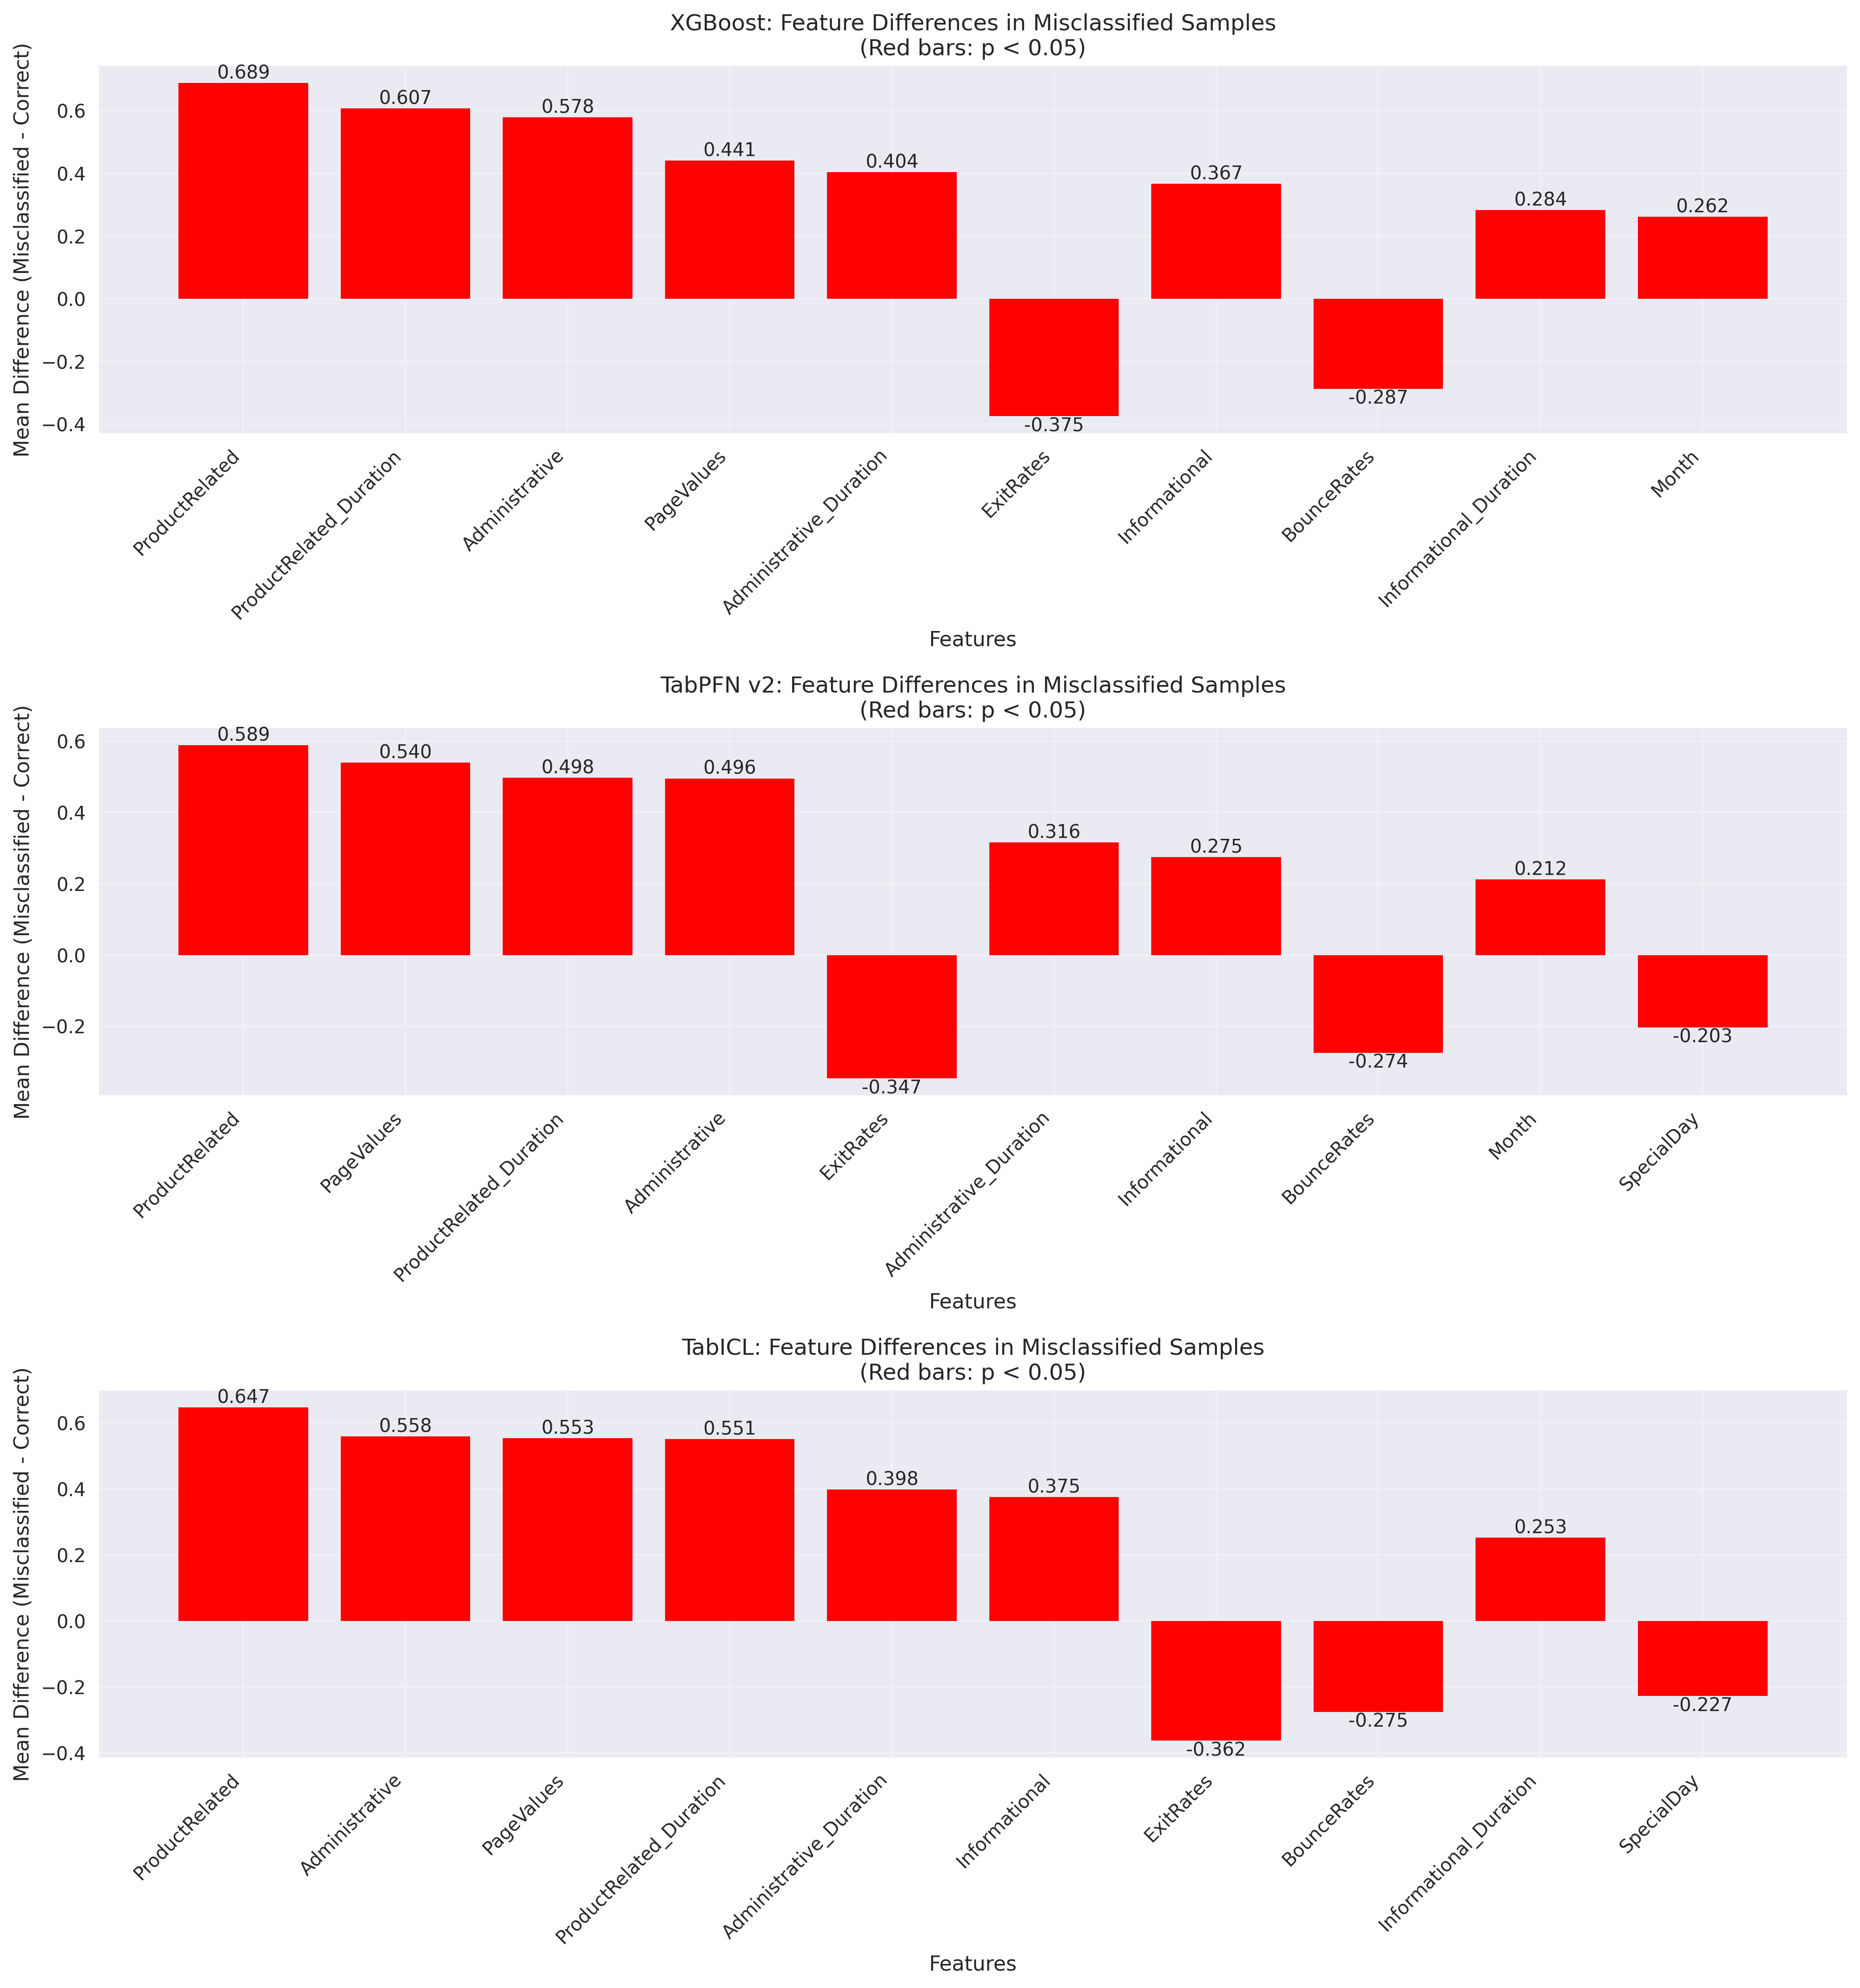 XGBoost: Feature Differences in Misclassified Samples
(Red bars: p < 0.05)
Mean Difference (Misclassified - Correct)
0.6
0.4
0.2
0.0
−0.2
−0.4
0.689
0.607
0.578
0.441
0.404
-0.375
0.367
-0.287
0.284
0.262
ProductRelated
ProductRelated_Duration
Administrative
PageValues
Administrative_Duration
ExitRates
Informational
BounceRates
Informational_Duration
Month
Features
TabPFN v2: Feature Differences in Misclassified Samples
(Red bars: p < 0.05)
Mean Difference (Misclassified - Correct)
0.6
0.4
0.2
0.0
−0.2
0.589
0.540
0.498
0.496
-0.347
0.316
0.275
-0.274
0.212
-0.203
ProductRelated
PageValues
ProductRelated_Duration
Administrative
ExitRates
Administrative_Duration
Informational
BounceRates
Month
SpecialDay
Features
TabICL: Feature Differences in Misclassified Samples
(Red bars: p < 0.05)
Mean Difference (Misclassified - Correct)
0.6
0.4
0.2
0.0
−0.2
−0.4
0.647
0.558
0.553
0.551
0.398
0.375
-0.362
-0.275
0.253
-0.227
ProductRelated
Administrative
PageValues
ProductRelated_Duration
Administrative_Duration
Informational
ExitRates
BounceRates
Informational_Duration
SpecialDay
Features